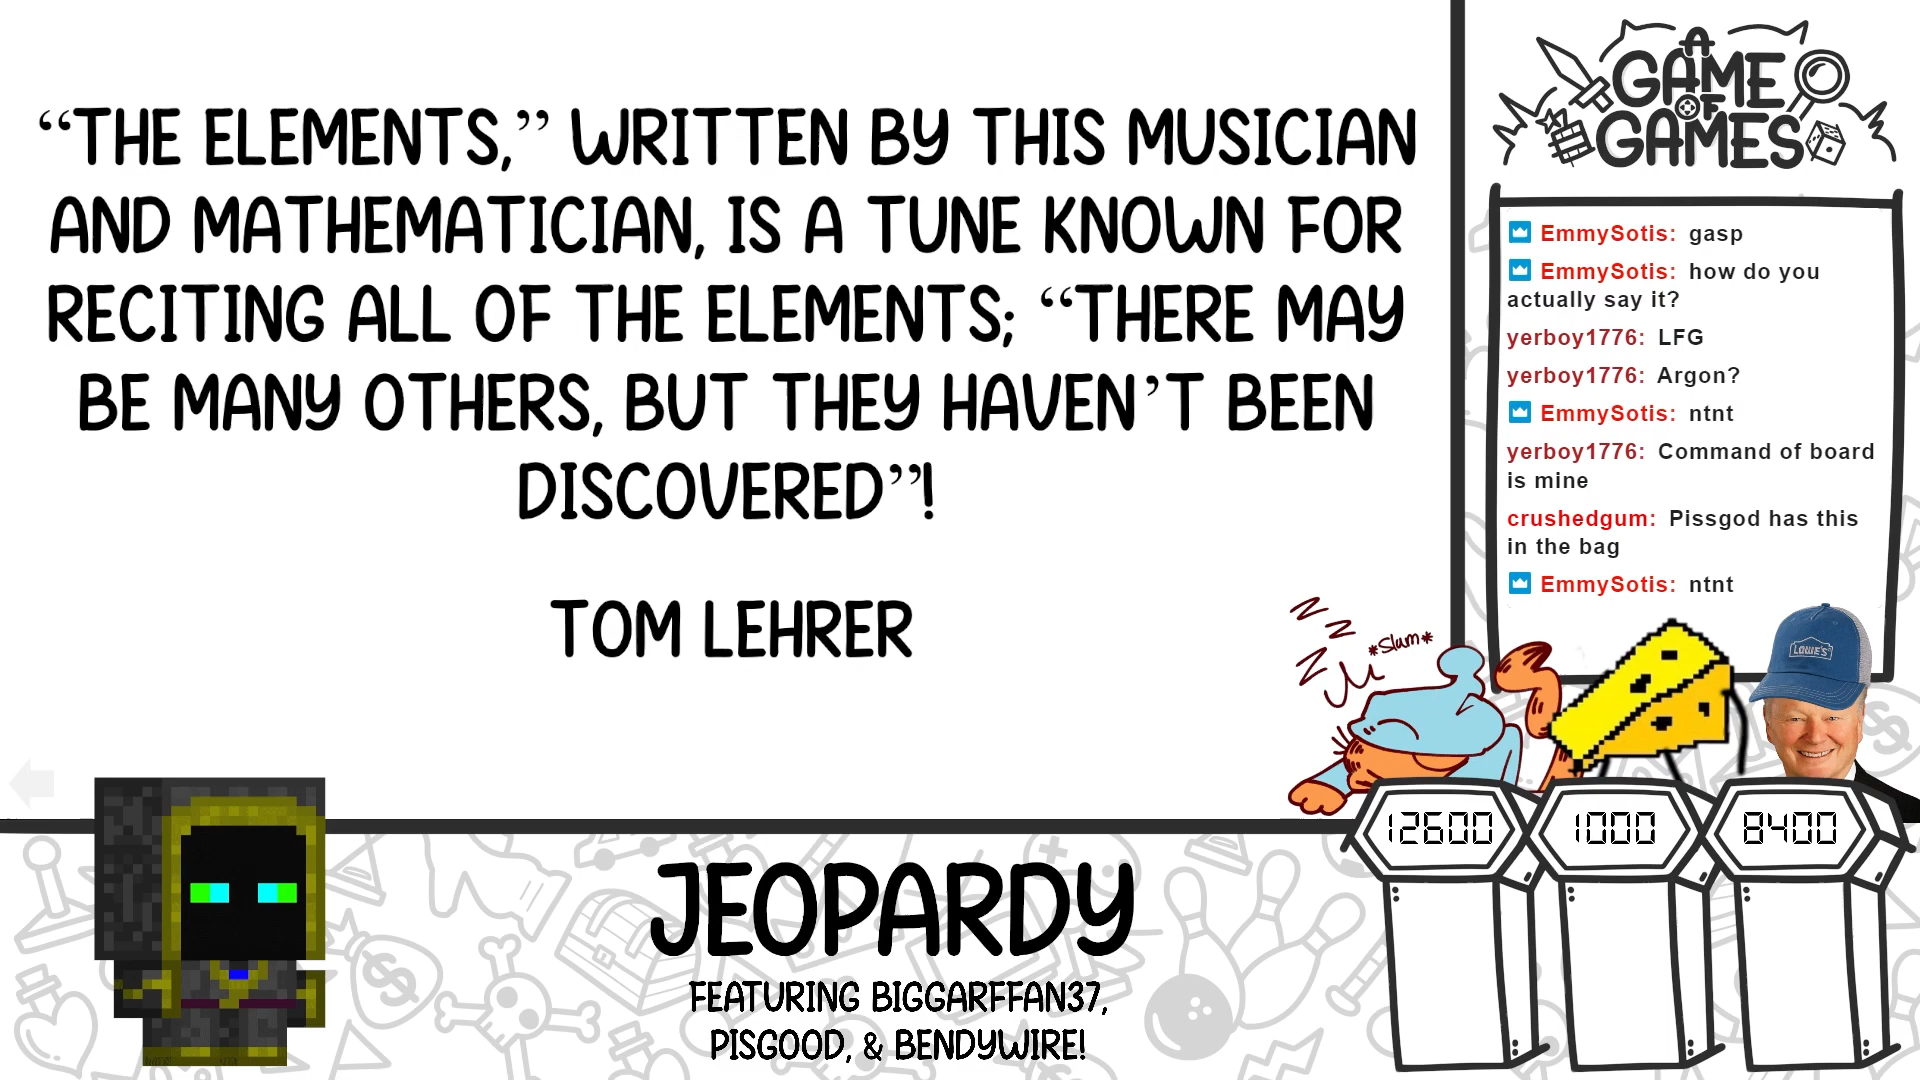 “THE ELEMENTS,” WRITTEN BY THIS MUSICIAN
AND MATHEMATICIAN, IS A TUNE KNOWN FOR
RECITING ALL OF THE ELEMENTS; “THERE MAY
BE MANY OTHERS, BUT THEY HAVEN’T BEEN
DISCOVERED”!
TOM LEHRER
A
GAME
OF
GAMES
EmmySotis: gasp
EmmySotis: how do you
actually say it?
yerboy1776: LFG
yerboy1776: Argon?
EmmySotis: ntnt
yerboy1776: Command of board
is mine
crushedgum: Pissgod has this
in the bag
EmmySotis: ntnt
Z Z Z
*Slum*
LOWE'S
12600
1000
8400
JEOPARDY
FEATURING BIGGARFFAN37,
PISGOOD, & BENDYWIRE!